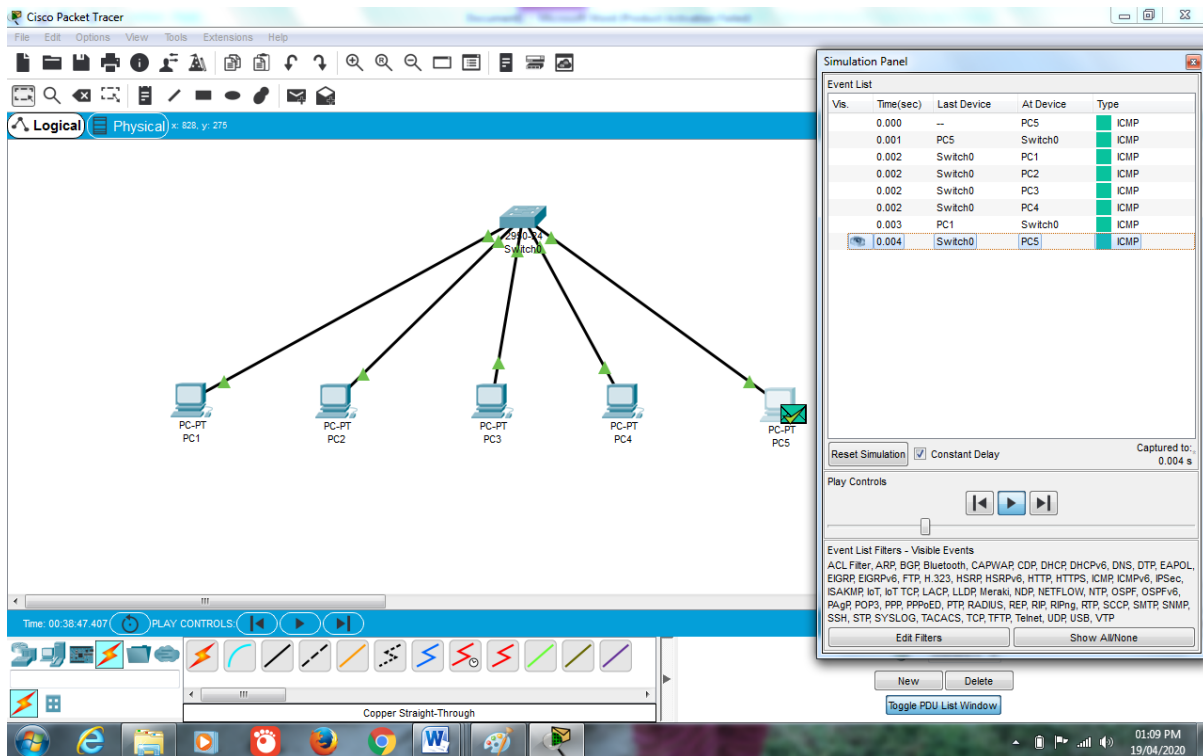 Cisco Packet Tracer
File Edit Options View Tools Extensions Help
Logical Physical x: 828, y: 275
Switch0
PC-PT
PC1
PC-PT
PC2
PC-PT
PC3
PC-PT
PC4
PC-PT
PC5
Simulation Panel
Event List
Vis. Time(sec) Last Device At Device Type
0.000 -- PC5 ICMP
0.001 PC5 Switch0 ICMP
0.002 Switch0 PC1 ICMP
0.002 Switch0 PC2 ICMP
0.002 Switch0 PC3 ICMP
0.002 Switch0 PC4 ICMP
0.003 PC1 Switch0 ICMP
0.004 Switch0 PC5 ICMP
Reset Simulation Constant Delay Captured to:
0.004 s
Play Controls
Event List Filters - Visible Events
ACL Filter, ARP, BGP, Bluetooth, CAPWAP, CDP, DHCP, DHCPv6, DNS, DTP, EAPOL,
EIGRP, EIGRPv6, FTP, H.323, HSRP, HSRPv6, HTTP, HTTPS, ICMP, ICMPv6, IPSec,
ISAKMP, IoT, IoT TCP, LACP, LLDP, Meraki, NDP, NETFLOW, NTP, OSPF, OSPFv6,
PAgP, POP3, PPP, PPPoED, PTP, RADIUS, REP, RIP, RIPng, RTP, SCCP, SMTP, SNMP,
SSH, STP, SYSLOG, TACACS, TCP, TFTP, Telnet, UDP, USB, VTP
Edit Filters Show All/None
Time: 00:38:47.407 PLAY CONTROLS:
New Delete
Toggle PDU List Window
Copper Straight-Through
01:09 PM
19/04/2020